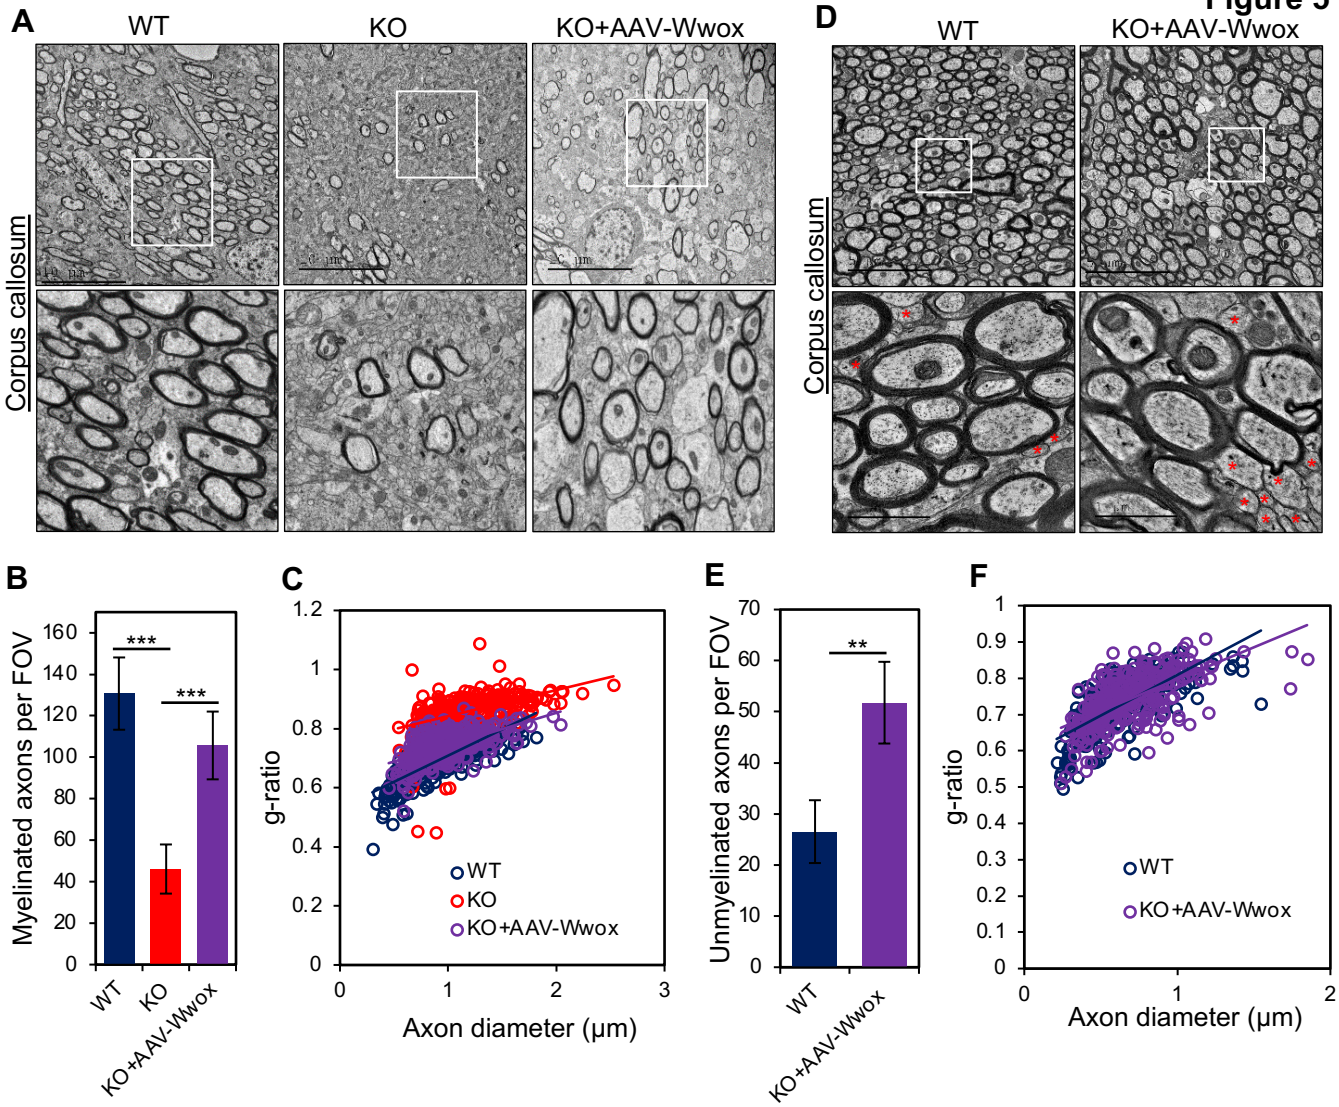 Figure 5
A
WT
KO
KO+AAV-Wwox
Corpus callosum
D
WT
KO+AAV-Wwox
Corpus callosum
B
Myelinated axons per FOV
160
140
120
100
80
60
40
20
0
***
***
WT
KO
KO+AAV-Wwox
C
g-ratio
1.2
1
0.8
0.6
0.4
0.2
0
WT
KO
KO+AAV-Wwox
0
1
2
3
Axon diameter (µm)
E
Unmyelinated axons per FOV
70
60
50
40
30
20
10
0
**
WT
KO+AAV-Wwox
F
g-ratio
1
0.9
0.8
0.7
0.6
0.5
0.4
0.3
0.2
0.1
0
WT
KO+AAV-Wwox
0
1
2
Axon diameter (µm)